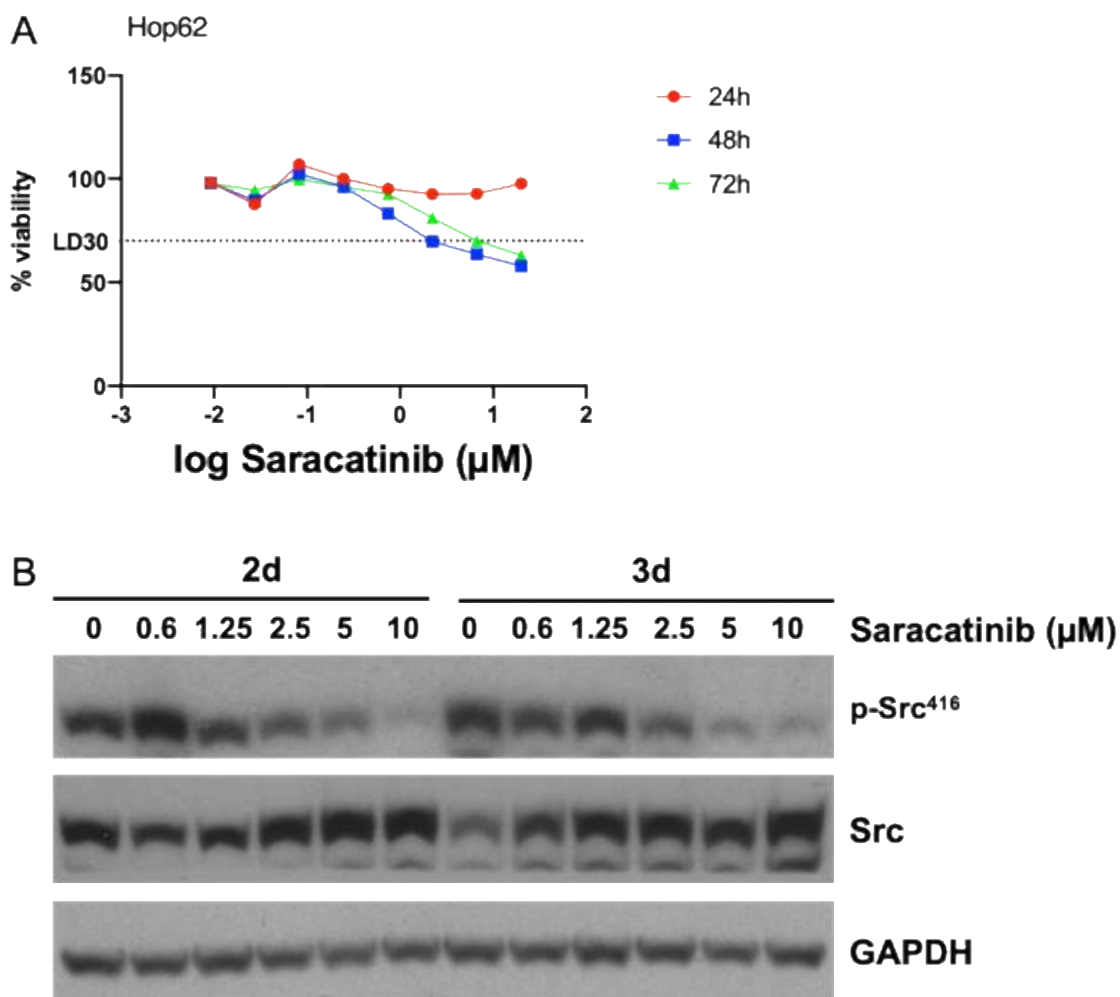 A
Hop62
150
100
LD30
50
0
% viability
-3 -2 -1 0 1 2
log Saracatinib (µM)
24h
48h
72h
B
2d 3d
0 0.6 1.25 2.5 5 10 0 0.6 1.25 2.5 5 10 Saracatinib (µM)
p-Src⁴¹⁶
Src
GAPDH